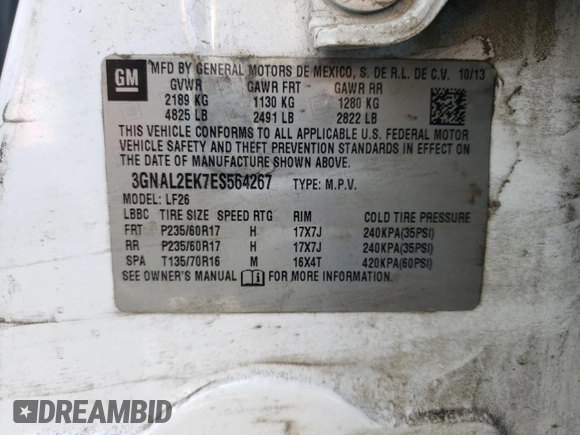 GM MFD BY GENERAL MOTORS DE MEXICO, S. DE R.L. DE C.V. 10/13
GVWR GAWR FRT GAWR RR
2189 KG 1130 KG 1280 KG
4825 LB 2491 LB 2822 LB
THIS VEHICLE CONFORMS TO ALL APPLICABLE U.S. FEDERAL MOTOR
VEHICLE SAFETY AND THEFT PREVENTION STANDARDS IN EFFECT ON
THE DATE OF MANUFACTURE SHOWN ABOVE.
3GNAL2EK7ES564267 TYPE: M.P.V.
MODEL: LF26
LBBC TIRE SIZE SPEED RTG RIM COLD TIRE PRESSURE
FRT P235/60R17 H 17X7J 240KPA(35PSI)
RR P235/60R17 H 17X7J 240KPA(35PSI)
SPA T135/70R16 M 16X4T 420KPA(60PSI)
SEE OWNER'S MANUAL FOR MORE INFORMATION.
DREAMBID